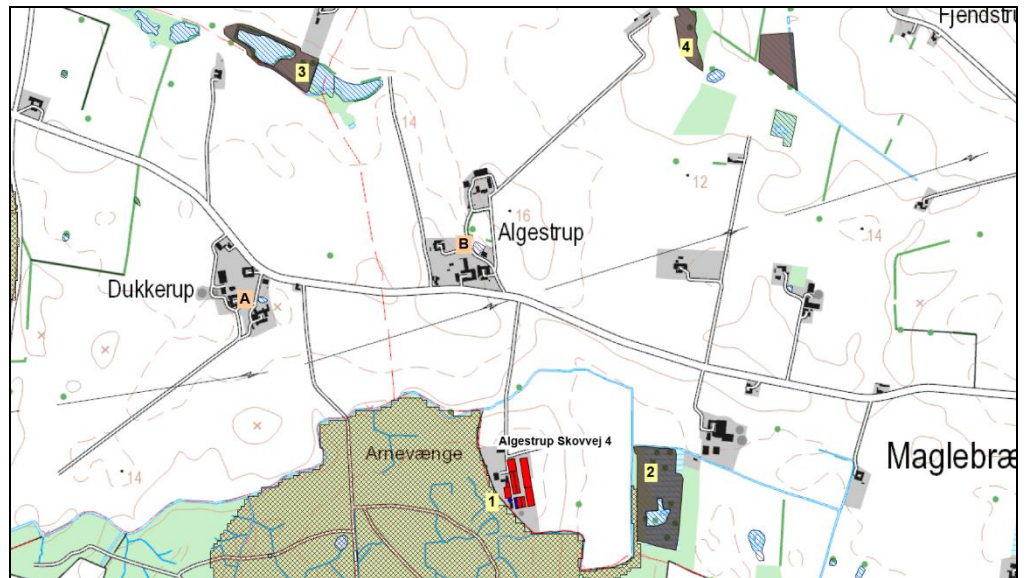 Fjendstru
4
3
14
12
16
Algestrup
B
14
Dukkerup
A
Algestrup Skovvej 4
Arnevænge
Maglebræ
2
14
1